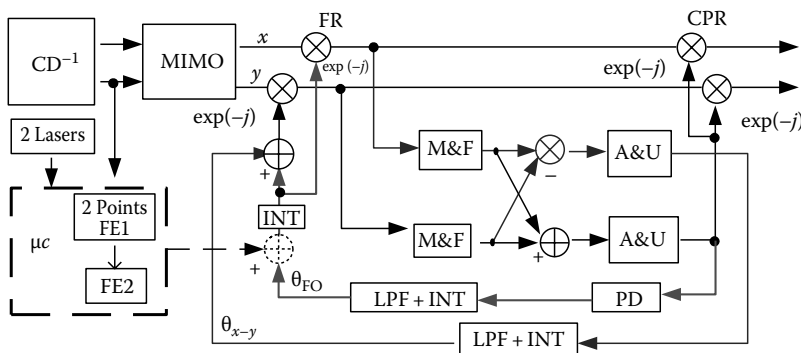 FR
CPR
CD⁻¹
MIMO
x
y
exp(−j)
exp(−j)
exp(−j)
exp(−j)
2 Lasers
+
M&F
−
A&U
2 Points
FE1
INT
μc
M&F
+
A&U
+
FE2
θFO
LPF + INT
PD
θx−y
LPF + INT